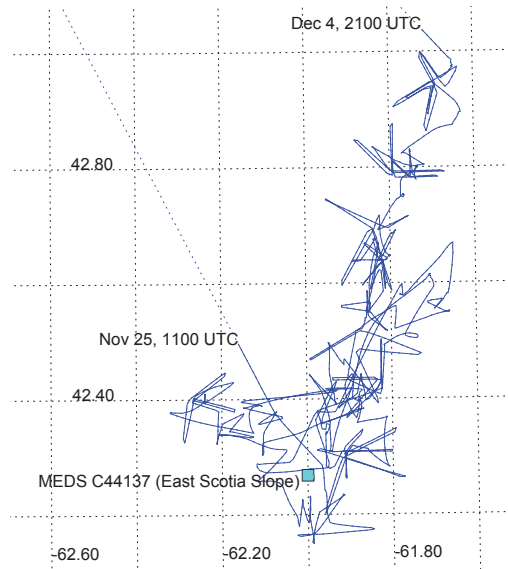 Dec 4, 2100 UTC
42.80
Nov 25, 1100 UTC
42.40
MEDS C44137 (East Scotia Slope)
-62.60 -62.20 -61.80